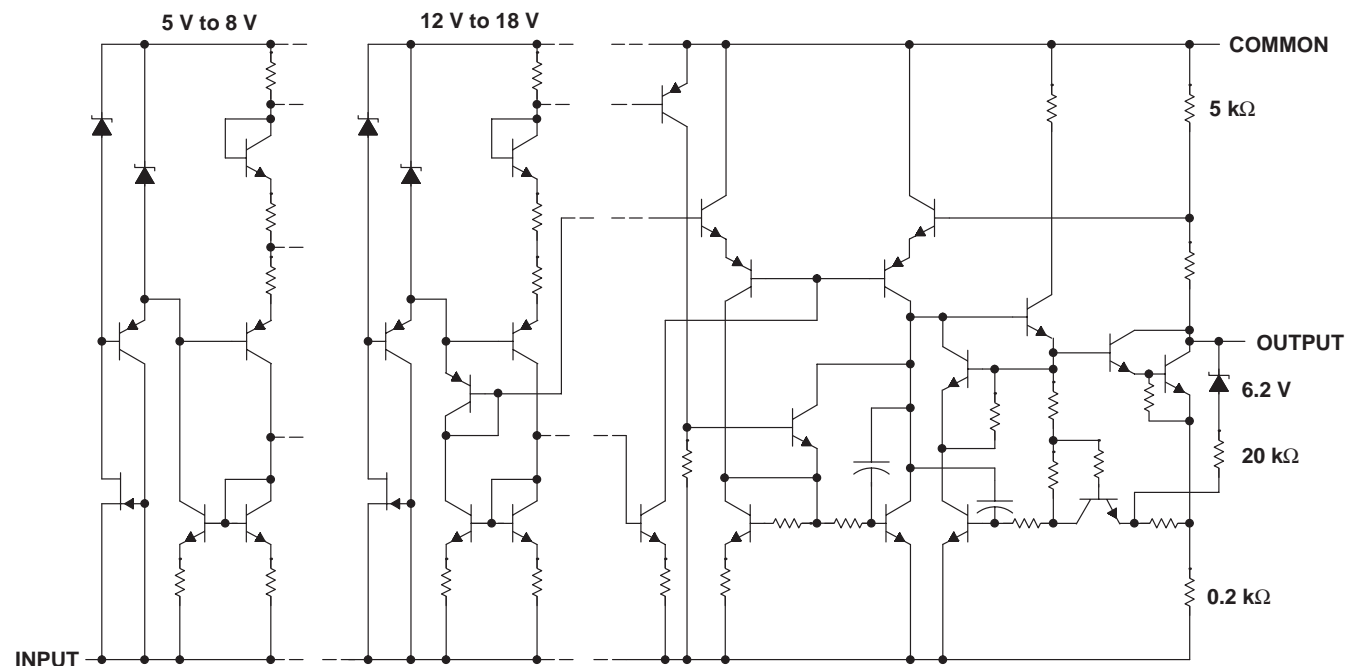 5 V to 8 V
12 V to 18 V
COMMON
5 kΩ
OUTPUT
6.2 V
20 kΩ
0.2 kΩ
INPUT